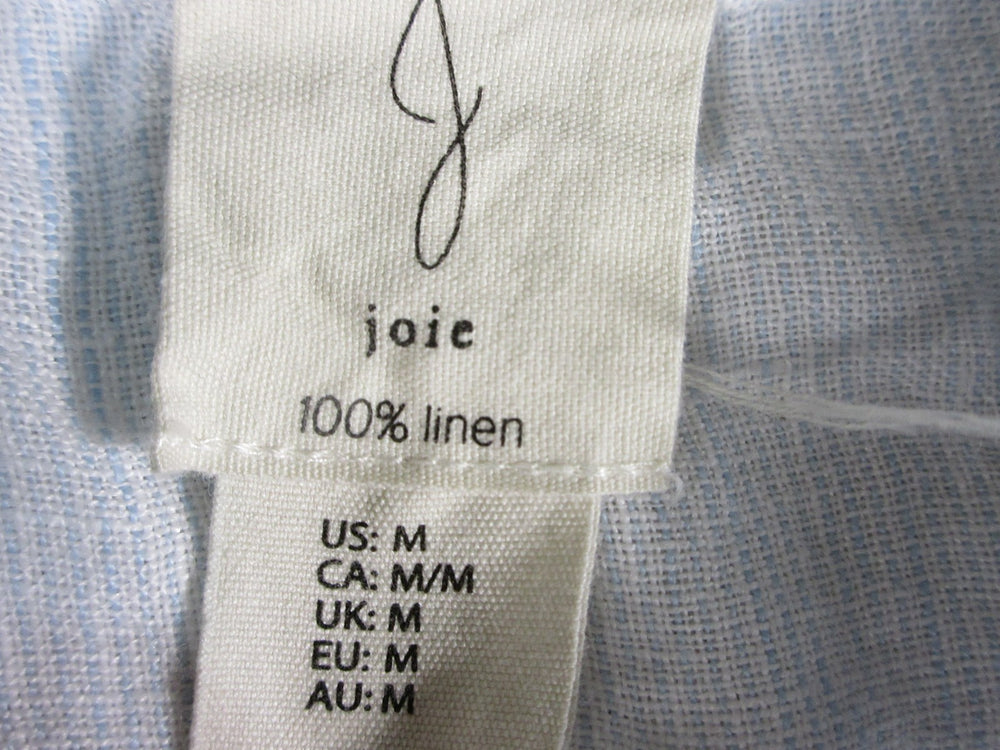 J
joie
100% linen
US: M
CA: M/M
UK: M
EU: M
AU: M